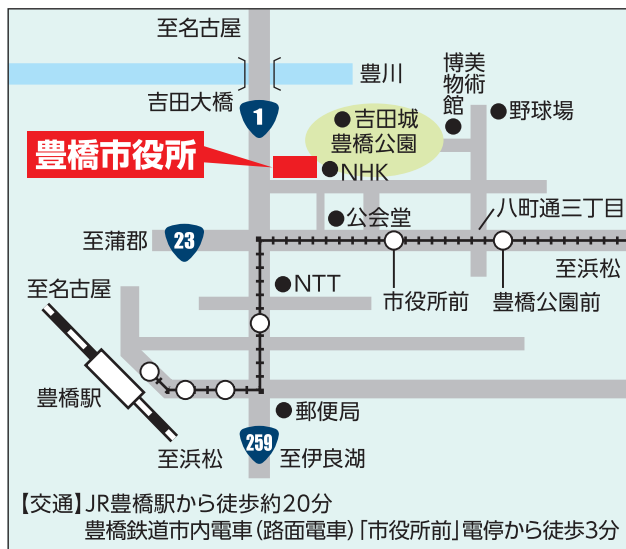 至名古屋
豊川
吉田大橋
1
美術
博物館
野球場
吉田城
豊橋公園
豊橋市役所
NHK
八町通三丁目
公会堂
至蒲郡
23
至浜松
市役所前
豊橋公園前
NTT
至名古屋
豊橋駅
郵便局
至浜松
259
至伊良湖
【交通】JR豊橋駅から徒歩約20分
豊橋鉄道市内電車(路面電車)「市役所前」電停から徒歩3分